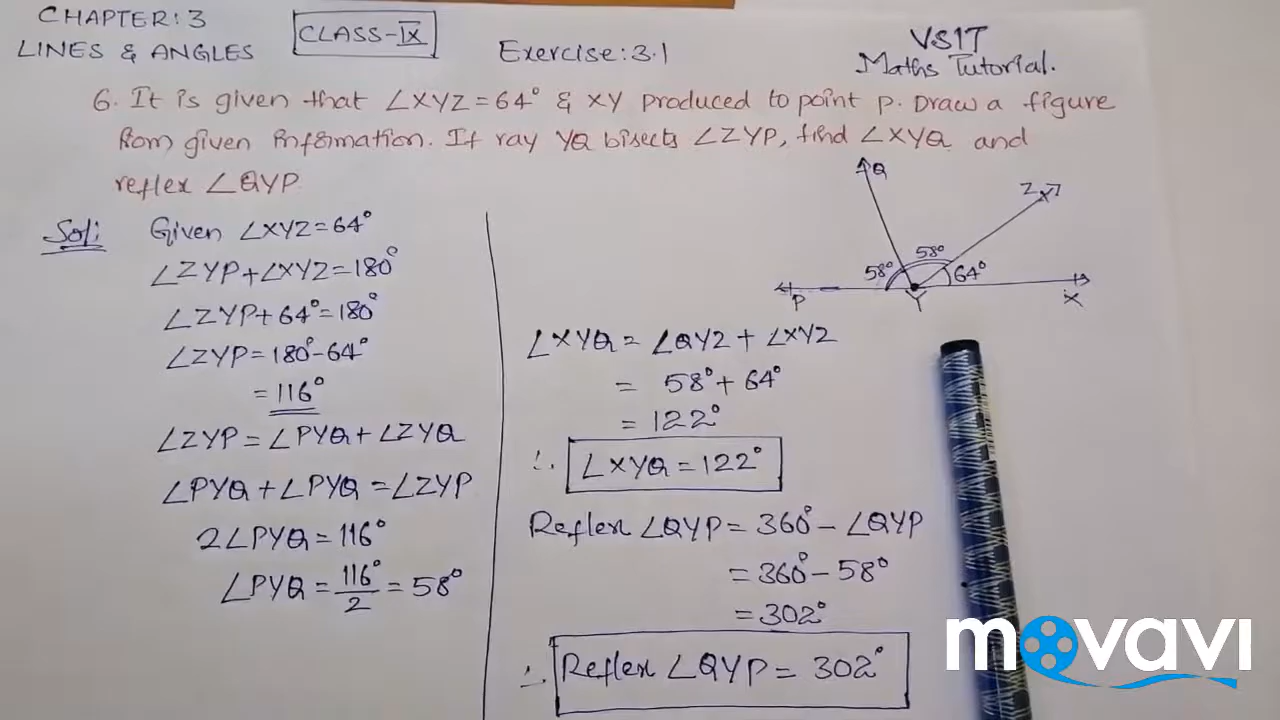 CHAPTER: 3
LINES & ANGLES
CLASS-IX
Exercise: 3.1
VSIT
Maths Tutorial.
6. It is given that ∠XYZ = 64° & XY produced to point p. Draw a figure
from given information. If ray YQ bisects ∠ZYP, find ∠XYQ and
reflex ∠QYP.
Sol:
Given ∠XYZ = 64°
∠ZYP + ∠XYZ = 180°
∠ZYP + 64° = 180°
∠ZYP = 180° - 64°
= 116°
∠ZYP = ∠PYQ + ∠ZYQ
∠PYQ + ∠PYQ = ∠ZYP
2∠PYQ = 116°
∠PYQ = 116°/2 = 58°
Q
Z
58°
58°
64°
P
Y
X
∠XYQ = ∠QYZ + ∠XYZ
= 58° + 64°
= 122°
∴ ∠XYQ = 122°
Reflex ∠QYP = 360° - ∠QYP
= 360° - 58°
= 302°
∴ Reflex ∠QYP = 302°
movavi